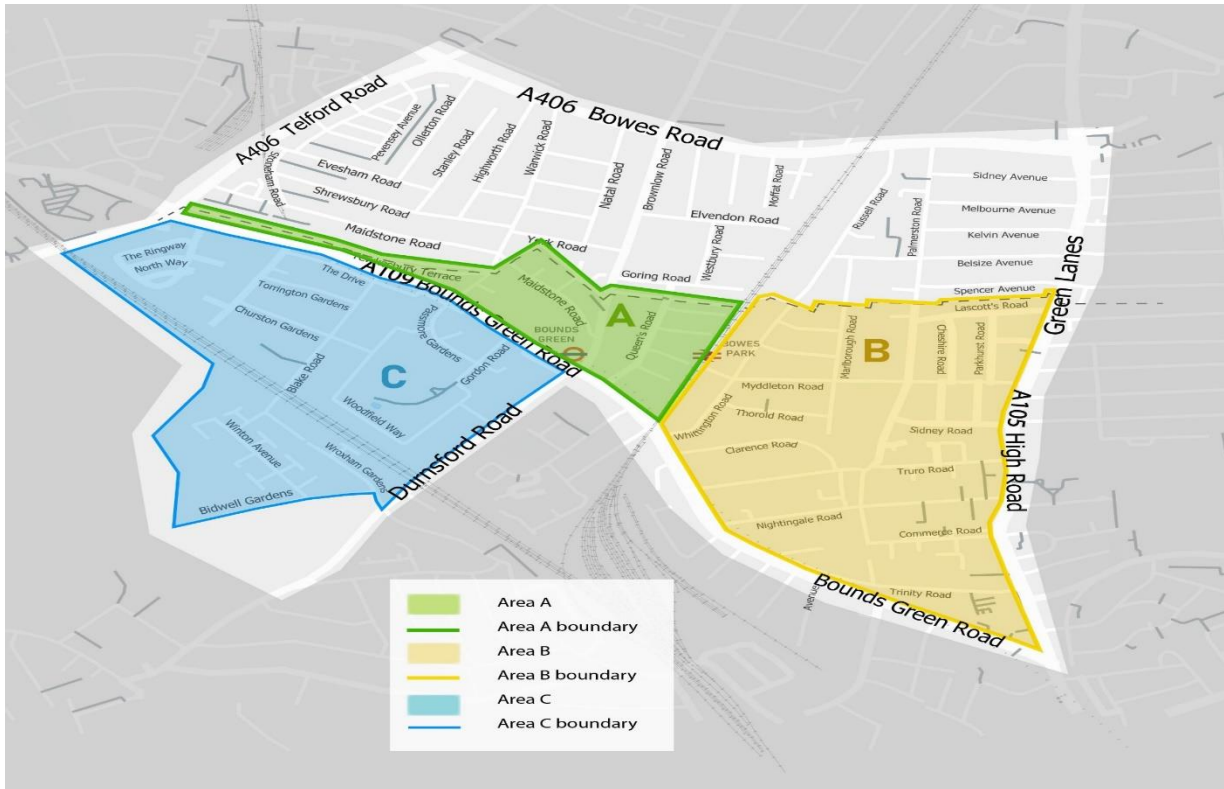 A406 Telford Road
A406 Bowes Road
Pevensey Avenue
Ollerton Road
Stanley Road
Highworth Road
Warwick Road
Natal Road
Brownlow Road
Moffat Road
Stoneham Road
Evesham Road
Shrewsbury Road
Maidstone Road
York Road
Elvendon Road
Goring Road
Westbury Road
Russell Road
Palmerston Road
Sidney Avenue
Melbourne Avenue
Kelvin Avenue
Belsize Avenue
Spencer Avenue
Green Lanes
Terrace
A109 Bounds Green Road
Maidstone Road
A
Queen's Road
BOUNDS
GREEN
BOWES
PARK
The Ringway
North Way
The Drive
Torrington Gardens
Churston Gardens
Passmore Gardens
Gordon Road
Blake Road
C
Woodfield Way
Winton Avenue
Wroxham Gardens
Bidwell Gardens
Durnsford Road
Lascott's Road
Marlborough Road
B
Cheshire Road
Parkhurst Road
Myddleton Road
Whittington Road
Thorold Road
Clarence Road
Sidney Road
Truro Road
A105 High Road
Nightingale Road
Commerce Road
Trinity Road
Avenue
Bounds Green Road
Area A
Area A boundary
Area B
Area B boundary
Area C
Area C boundary